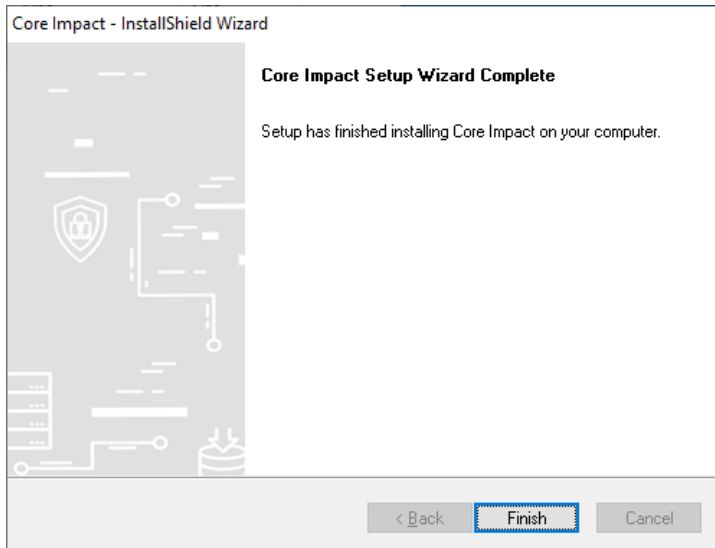 Core Impact - InstallShield Wizard
Core Impact Setup Wizard Complete
Setup has finished installing Core Impact on your computer.
< Back
Finish
Cancel